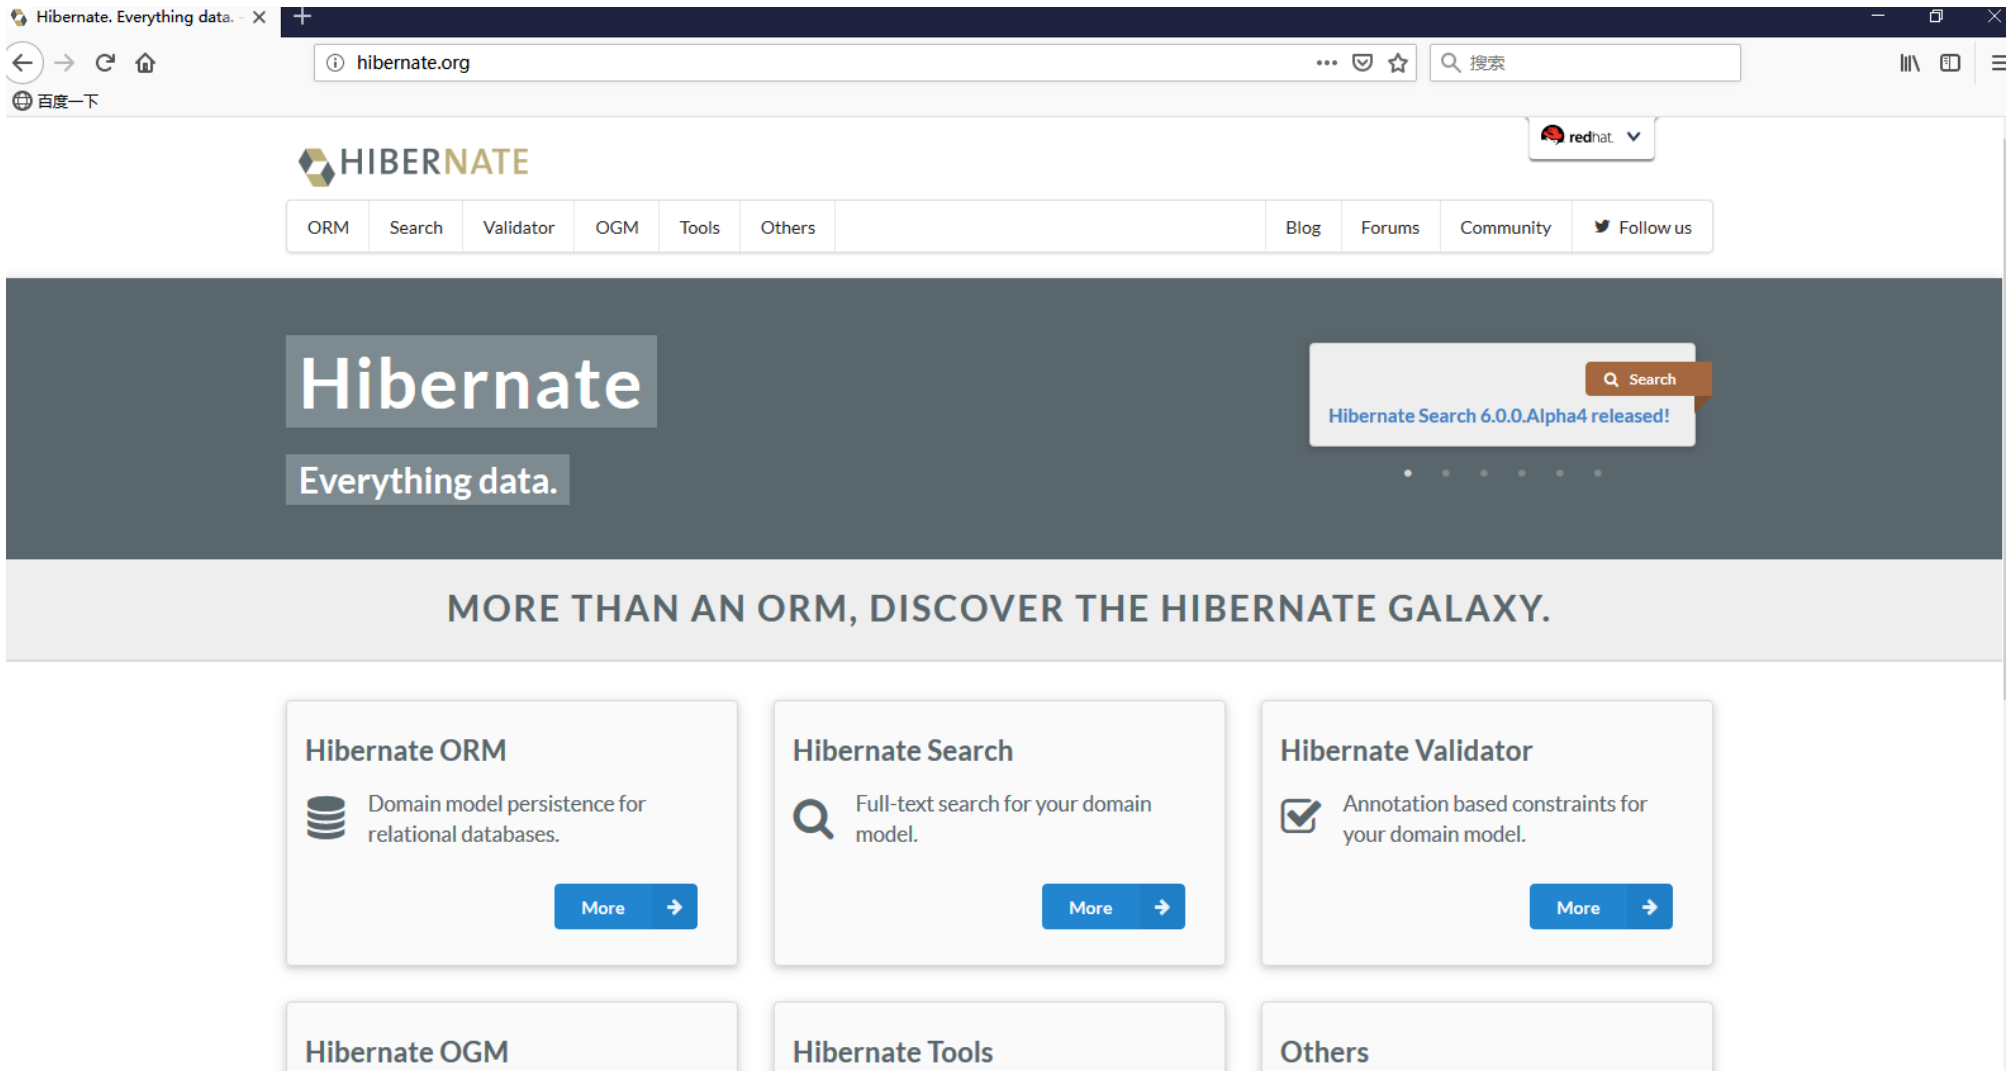 Hibernate. Everything data. -
hibernate.org
搜索
百度一下
HIBERNATE
redhat.
ORM Search Validator OGM Tools Others Blog Forums Community Follow us
Hibernate
Everything data.
Search
Hibernate Search 6.0.0.Alpha4 released!
MORE THAN AN ORM, DISCOVER THE HIBERNATE GALAXY.
Hibernate ORM
Domain model persistence for
relational databases.
More
Hibernate Search
Full-text search for your domain
model.
More
Hibernate Validator
Annotation based constraints for
your domain model.
More
Hibernate OGM
Hibernate Tools
Others